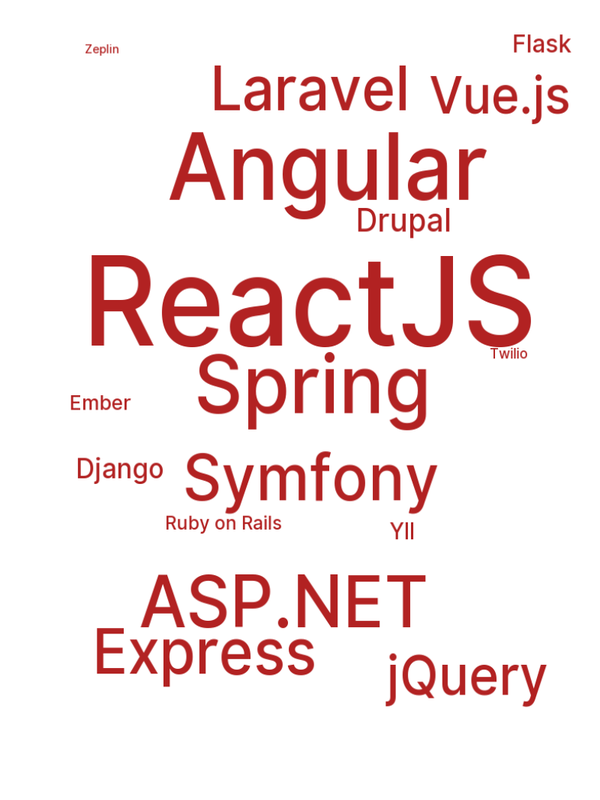 Flask
Zeplin
Laravel
Vue.js
Angular
Drupal
ReactJS
Twilio
Spring
Ember
Django
Symfony
Ruby on Rails
YII
ASP.NET
Express
jQuery